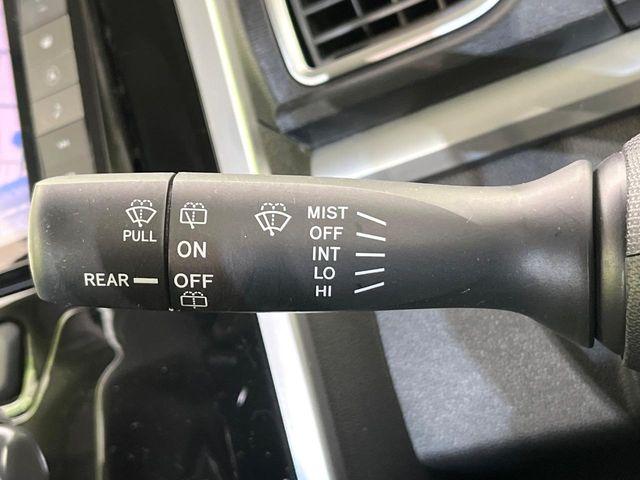 PULL
REAR
ON
OFF
MIST
OFF
INT
LO
HI